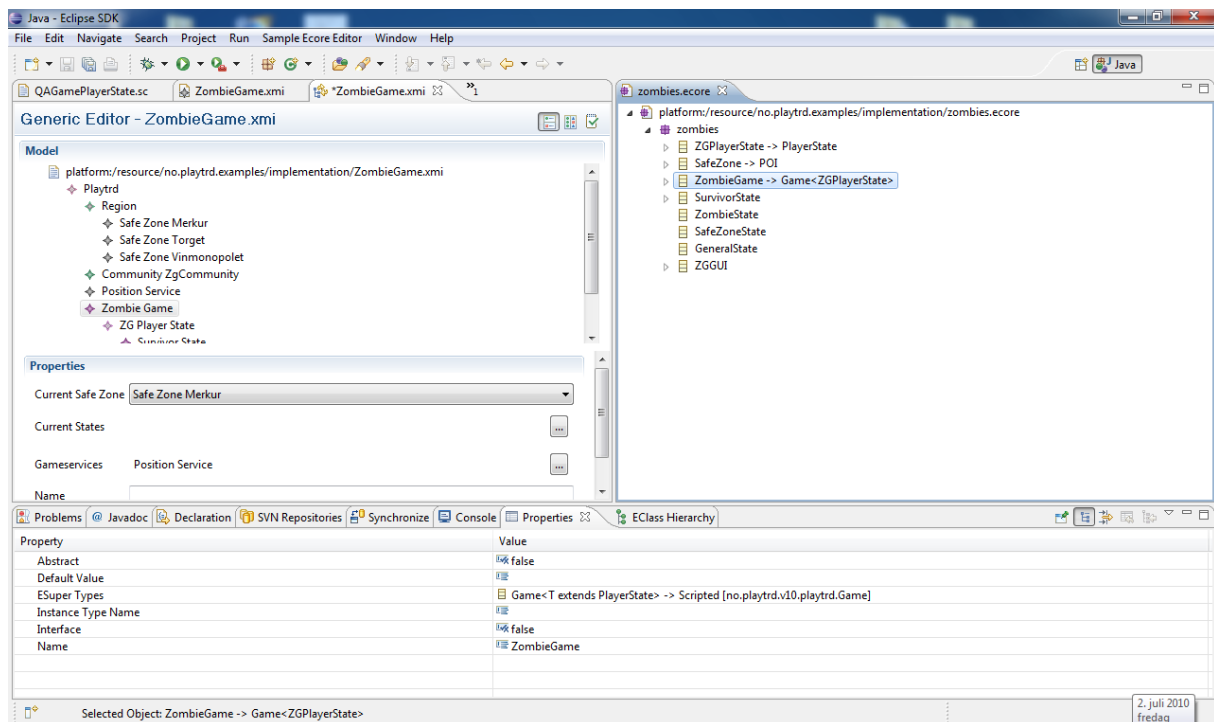 Java - Eclipse SDK
File Edit Navigate Search Project Run Sample Ecore Editor Window Help
Java
QAGamePlayerState.sc ZombieGame.xmi *ZombieGame.xmi »1
zombies.ecore
Generic Editor - ZombieGame.xmi
Model
platform:/resource/no.playtrd.examples/implementation/ZombieGame.xmi
Playtrd
Region
Safe Zone Merkur
Safe Zone Torget
Safe Zone Vinmonopolet
Community ZgCommunity
Position Service
Zombie Game
ZG Player State
Survivor State
Properties
Current Safe Zone Safe Zone Merkur
Current States ...
Gameservices Position Service ...
Name
platform:/resource/no.playtrd.examples/implementation/zombies.ecore
zombies
ZGPlayerState -> PlayerState
SafeZone -> POI
ZombieGame -> Game<ZGPlayerState>
SurvivorState
ZombieState
SafeZoneState
GeneralState
ZGGUI
Problems @ Javadoc Declaration SVN Repositories Synchronize Console Properties EClass Hierarchy
Property Value
Abstract false
Default Value
ESuper Types Game<T extends PlayerState> -> Scripted [no.playtrd.v10.playtrd.Game]
Instance Type Name
Interface false
Name ZombieGame
Selected Object: ZombieGame -> Game<ZGPlayerState>
2. juli 2010
fredag